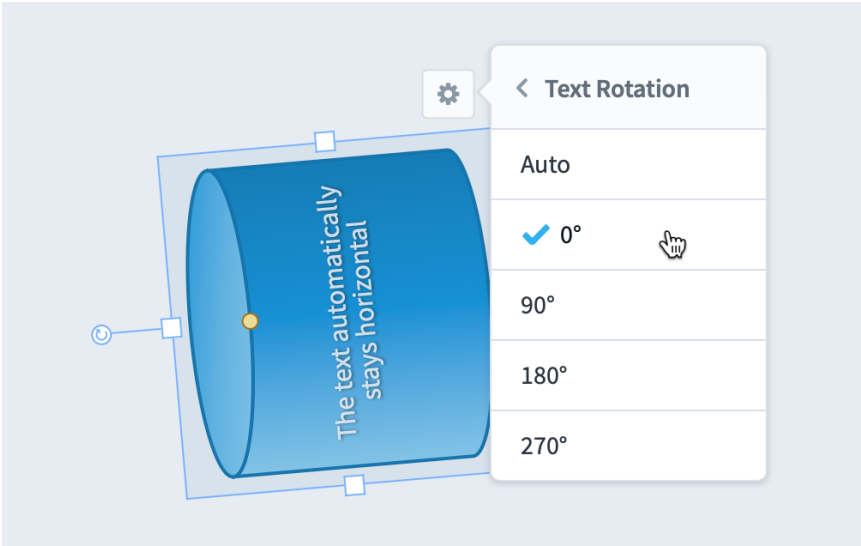 Text Rotation
Auto
0°
90°
180°
270°
The text automatically
stays horizontal